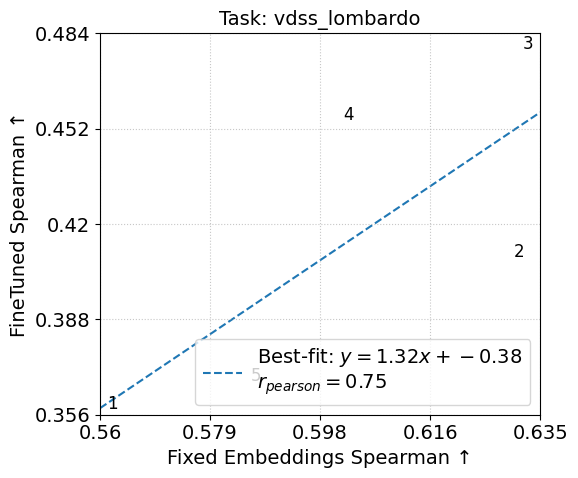 Task: vdss_lombardo
FineTuned Spearman ↑
0.484
0.452
0.42
0.388
0.356
3
4
2
1
5
Best-fit: y = 1.32x + −0.38
r_pearson = 0.75
0.56 0.579 0.598 0.616 0.635
Fixed Embeddings Spearman ↑